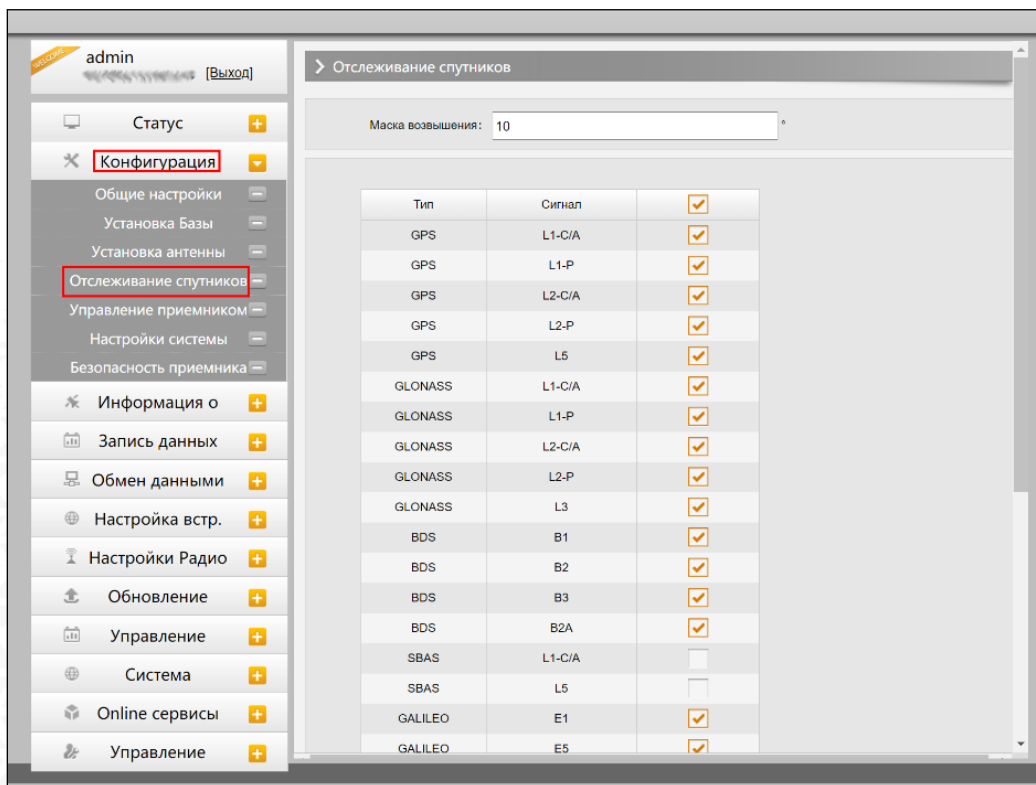 WELCOME
admin
[Выход]
Статус
Конфигурация
Общие настройки
Установка Базы
Установка антенны
Отслеживание спутников
Управление приемником
Настройки системы
Безопасность приемника
Информация о
Запись данных
Обмен данными
Настройка встр.
Настройки Радио
Обновление
Управление
Система
Online сервисы
Управление
Отслеживание спутников
Маска возвышения: 10 °
Тип Сигнал
GPS L1-C/A
GPS L1-P
GPS L2-C/A
GPS L2-P
GPS L5
GLONASS L1-C/A
GLONASS L1-P
GLONASS L2-C/A
GLONASS L2-P
GLONASS L3
BDS B1
BDS B2
BDS B3
BDS B2A
SBAS L1-C/A
SBAS L5
GALILEO E1
GALILEO E5